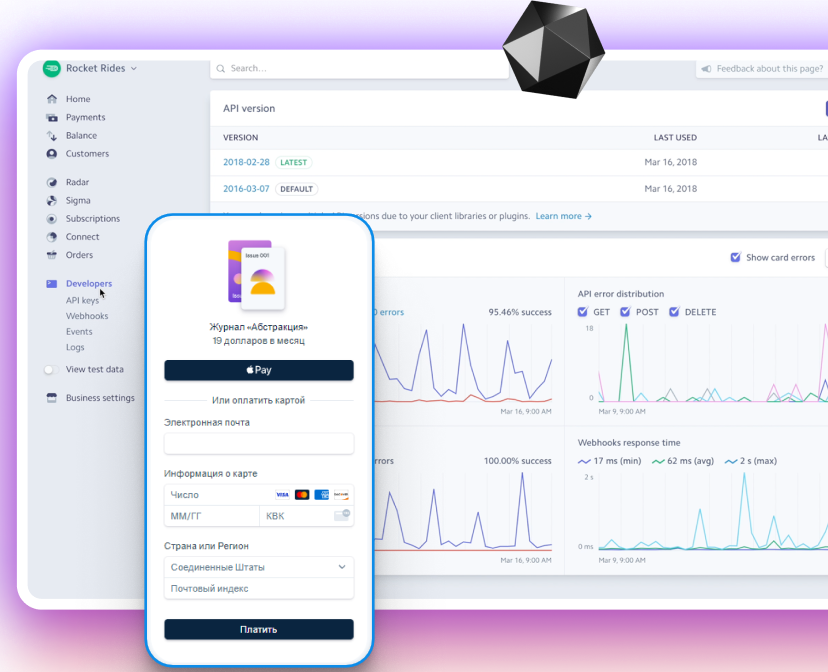 Rocket Rides
Search...
Feedback about this page?
Home
Payments
Balance
Customers
Radar
Sigma
Subscriptions
Connect
Orders
Developers
API keys
Webhooks
Events
Logs
View test data
Business settings
API version
VERSION
LAST USED
2018-02-28 LATEST
Mar 16, 2018
2016-03-07 DEFAULT
Mar 16, 2018
due to your client libraries or plugins. Learn more →
Show card errors
errors
95.46% success
Mar 16, 9:00 AM
API error distribution
GET POST DELETE
18
0
Mar 9, 9:00 AM
100.00% success
Mar 16, 9:00 AM
Webhooks response time
17 ms (min) 62 ms (avg) 2 s (max)
2 s
0 ms
Mar 9, 9:00 AM
Issue 001
Журнал «Абстракция»
19 долларов в месяц
Pay
Или оплатить картой
Электронная почта
Информация о карте
Число
VISA
ММ/ГГ
КВК
Страна или Регион
Соединенные Штаты
Почтовый индекс
Платить